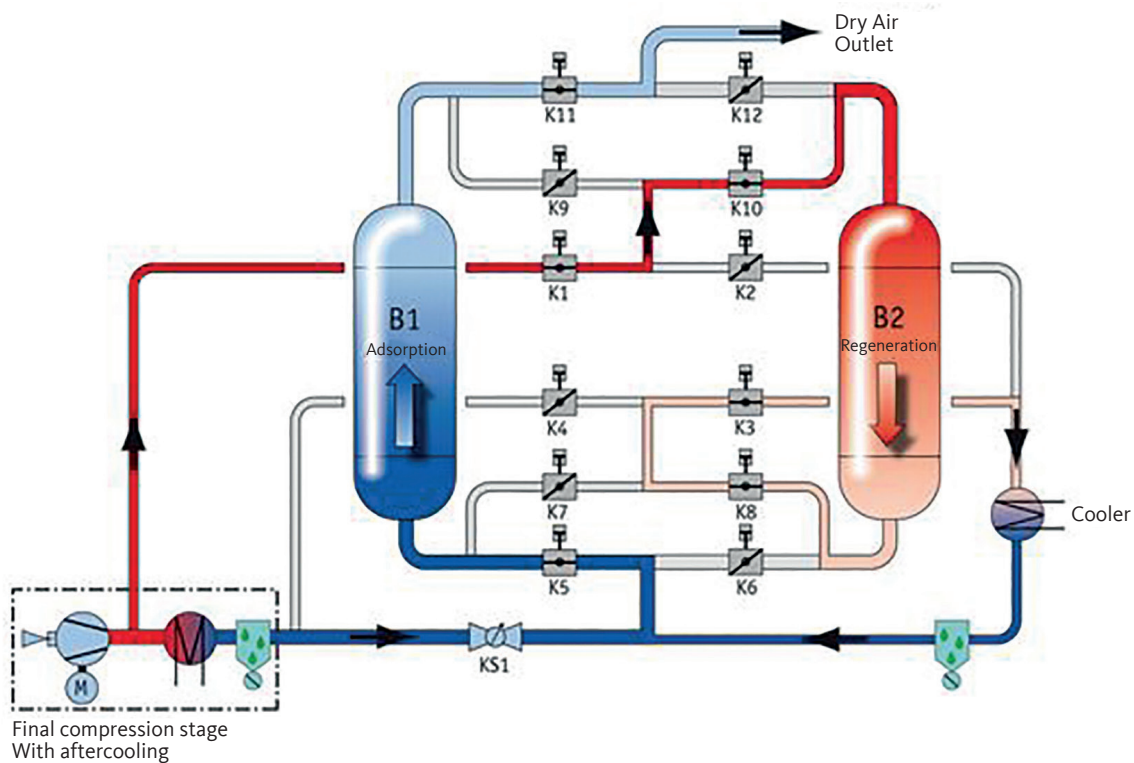 Dry Air
Outlet
K11
K12
K9
K10
K1
K2
B1
Adsorption
B2
Regeneration
K4
K3
K7
K8
Cooler
K5
K6
KS1
M
Final compression stage
With aftercooling